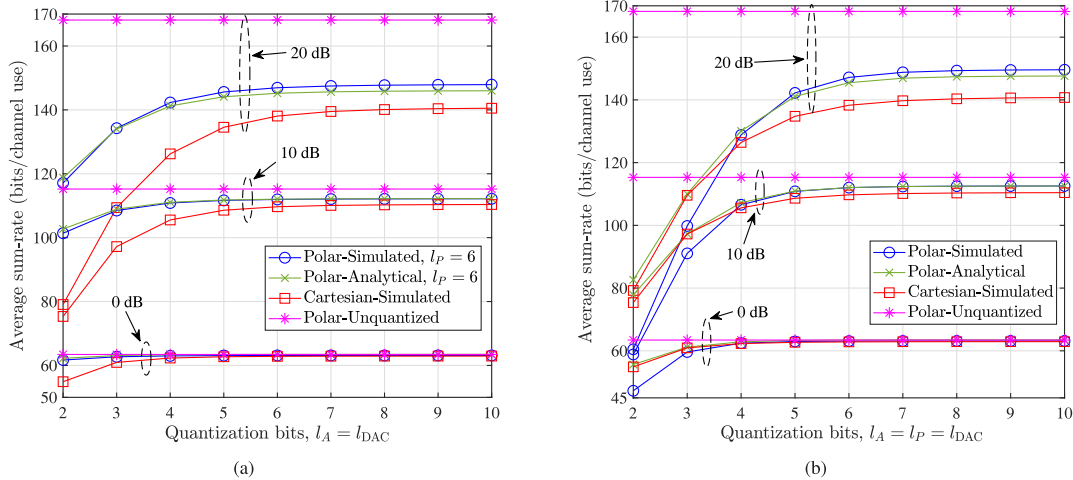 170
160
140
120
100
80
60
50
Average sum-rate (bits/channel use)
20 dB
10 dB
0 dB
Polar-Simulated, l_P = 6
Polar-Analytical, l_P = 6
Cartesian-Simulated
Polar-Unquantized
2 3 4 5 6 7 8 9 10
Quantization bits, l_A = l_DAC
(a)
170
160
140
120
100
80
60
45
Average sum-rate (bits/channel use)
20 dB
10 dB
0 dB
Polar-Simulated
Polar-Analytical
Cartesian-Simulated
Polar-Unquantized
2 3 4 5 6 7 8 9 10
Quantization bits, l_A = l_P = l_DAC
(b)